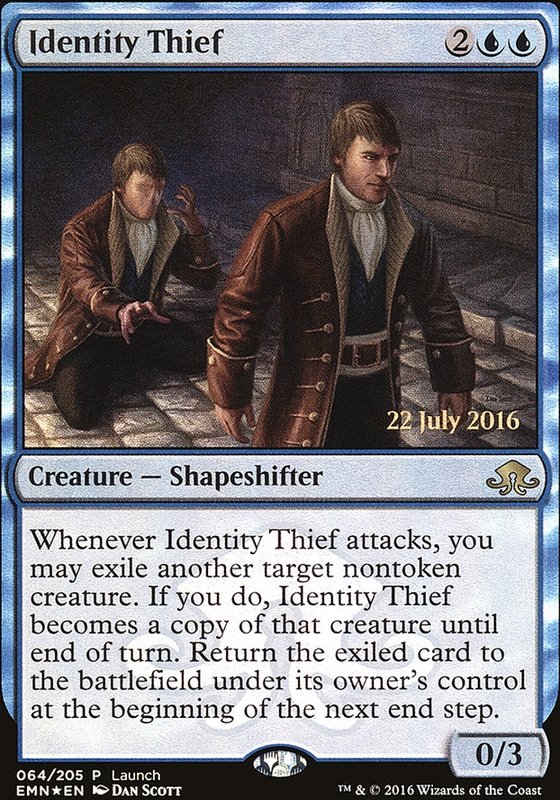 Identity Thief 2
22 July 2016
Creature — Shapeshifter
Whenever Identity Thief attacks, you
may exile another target nontoken
creature. If you do, Identity Thief
becomes a copy of that creature until
end of turn. Return the exiled card to
the battlefield under its owner's control
at the beginning of the next end step.
0/3
064/205 P Launch
EMN★EN DAN SCOTT ™ & © 2016 Wizards of the Coast